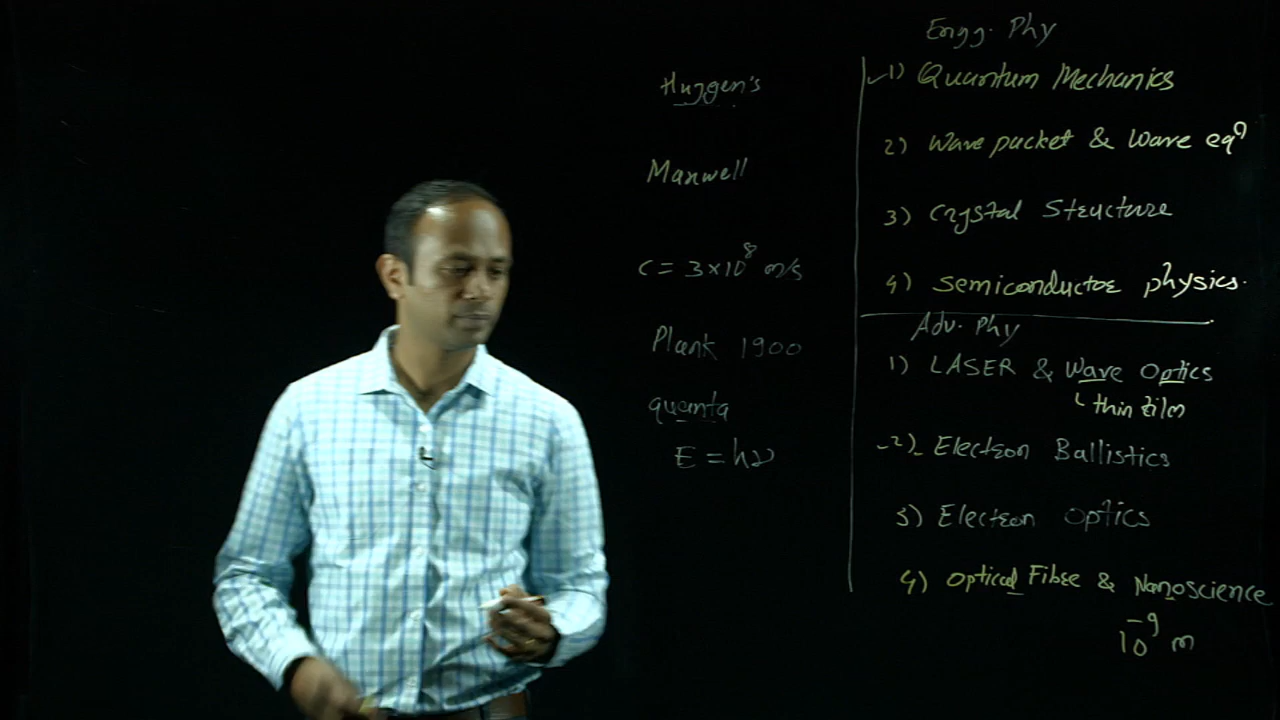 Huygen's
Maxwell
C = 3×10⁸ m/s
Plank 1900
quanta
E = hν
Engg. Phy
✓1) Quantum Mechanics
2) Wave packet & Wave eqⁿ
3) Crystal Structure
4) Semiconductor physics.
Adv. Phy
1) LASER & Wave Optics
thin film
2) Electron Ballistics
3) Electron Optics
4) Optical Fibre & Nanoscience
10⁻⁹ m